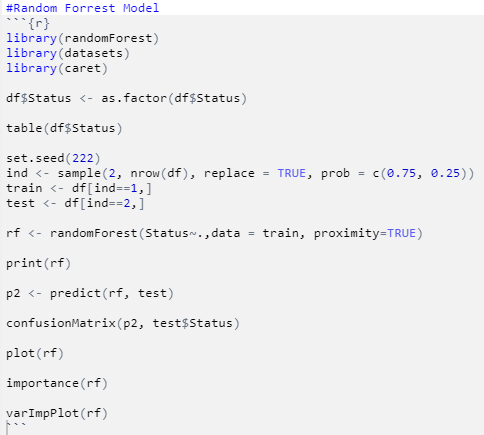 #Random Forrest Model
```{r}
library(randomForest)
library(datasets)
library(caret)
df$Status <- as.factor(df$Status)
table(df$Status)
set.seed(222)
ind <- sample(2, nrow(df), replace = TRUE, prob = c(0.75, 0.25))
train <- df[ind==1,]
test <- df[ind==2,]
rf <- randomForest(Status~.,data = train, proximity=TRUE)
print(rf)
p2 <- predict(rf, test)
confusionMatrix(p2, test$Status)
plot(rf)
importance(rf)
varImpPlot(rf)
```